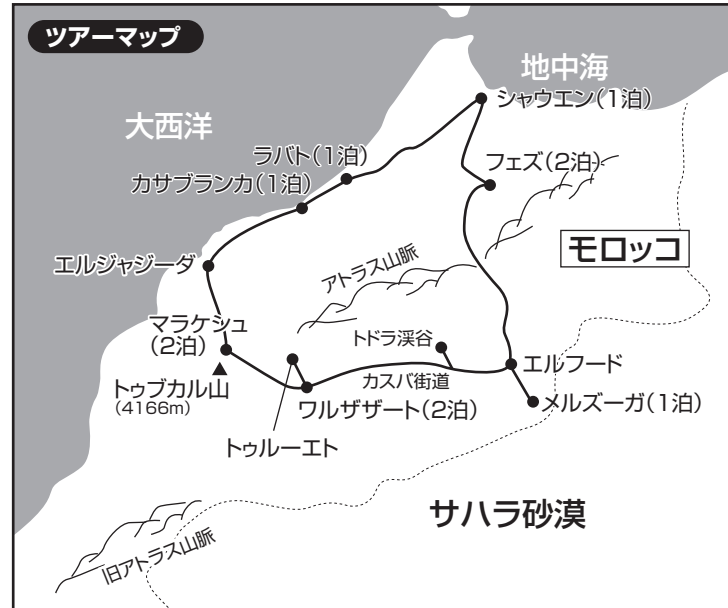 ツアーマップ
地中海
大西洋
シャウエン(1泊)
ラバト(1泊)
カサブランカ(1泊)
フェズ(2泊)
モロッコ
エルジャジーダ
アトラス山脈
マラケシュ
(2泊)
トドラ渓谷
エルフード
トゥブカル山
(4166m)
カスバ街道
ワルザザート(2泊)
メルズーガ(1泊)
トゥルーエト
サハラ砂漠
旧アトラス山脈